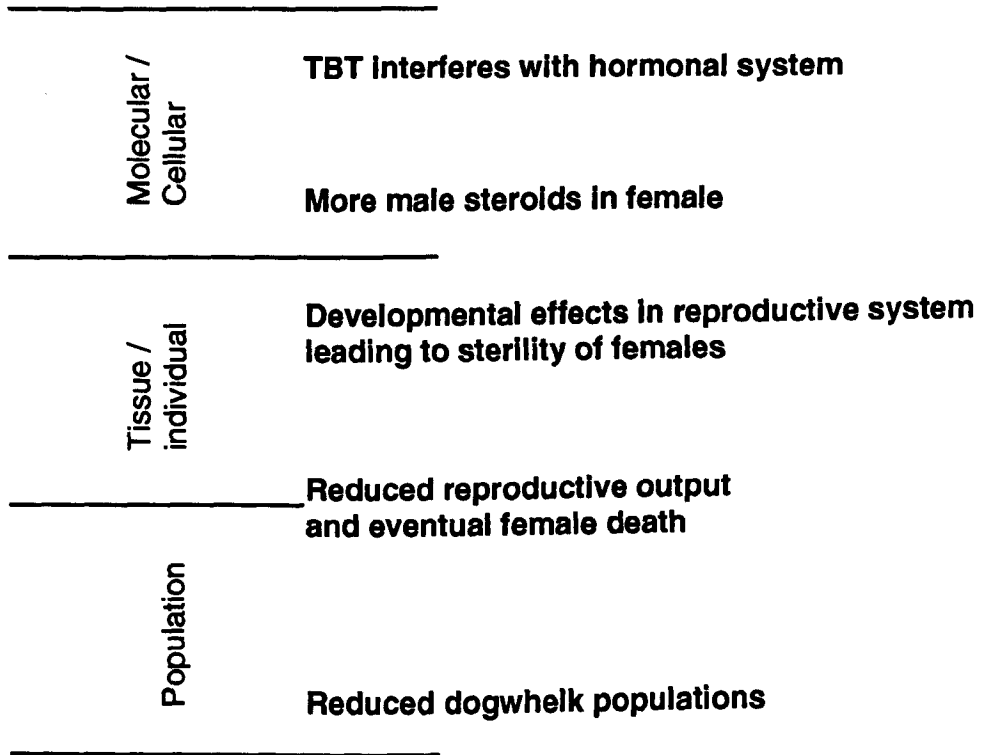 Molecular /
Cellular
TBT interferes with hormonal system
More male steroids in female
Tissue /
individual
Developmental effects in reproductive system
leading to sterility of females
Reduced reproductive output
and eventual female death
Population
Reduced dogwhelk populations